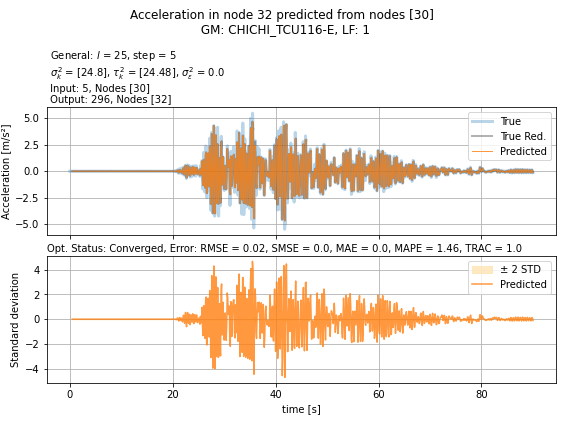 Acceleration in node 32 predicted from nodes [30]
GM: CHICHI_TCU116-E, LF: 1
General: l = 25, step = 5
σ²ₖ = [24.8], τ²ₖ = [24.48], σ²ε = 0.0
Input: 5, Nodes [30]
Output: 296, Nodes [32]
Acceleration [m/s²]
5.0
2.5
0.0
−2.5
−5.0
True
True Red.
Predicted
Opt. Status: Converged, Error: RMSE = 0.02, SMSE = 0.0, MAE = 0.0, MAPE = 1.46, TRAC = 1.0
Standard deviation
4
2
0
−2
−4
± 2 STD
Predicted
0 20 40 60 80
time [s]